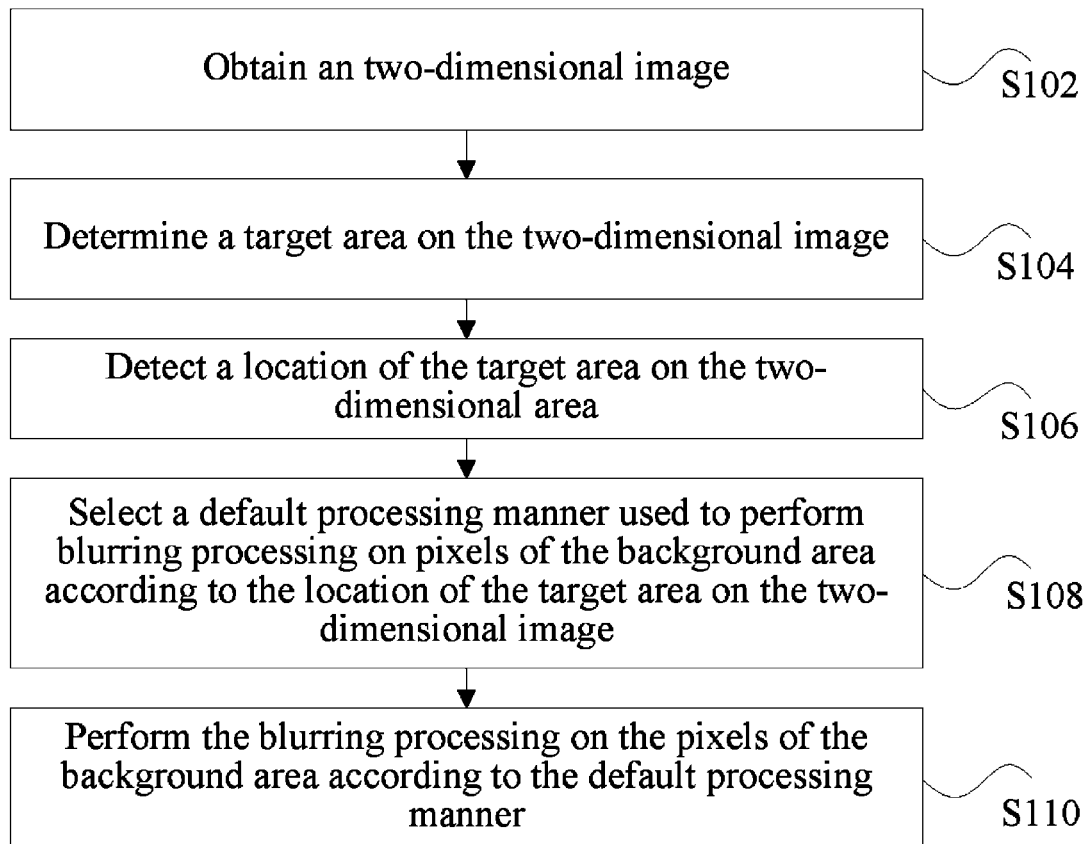 Obtain an two-dimensional image
S102
Determine a target area on the two-dimensional image
S104
Detect a location of the target area on the two-
dimensional area
S106
Select a default processing manner used to perform
blurring processing on pixels of the background area
according to the location of the target area on the two-
dimensional image
S108
Perform the blurring processing on the pixels of the
background area according to the default processing
manner
S110